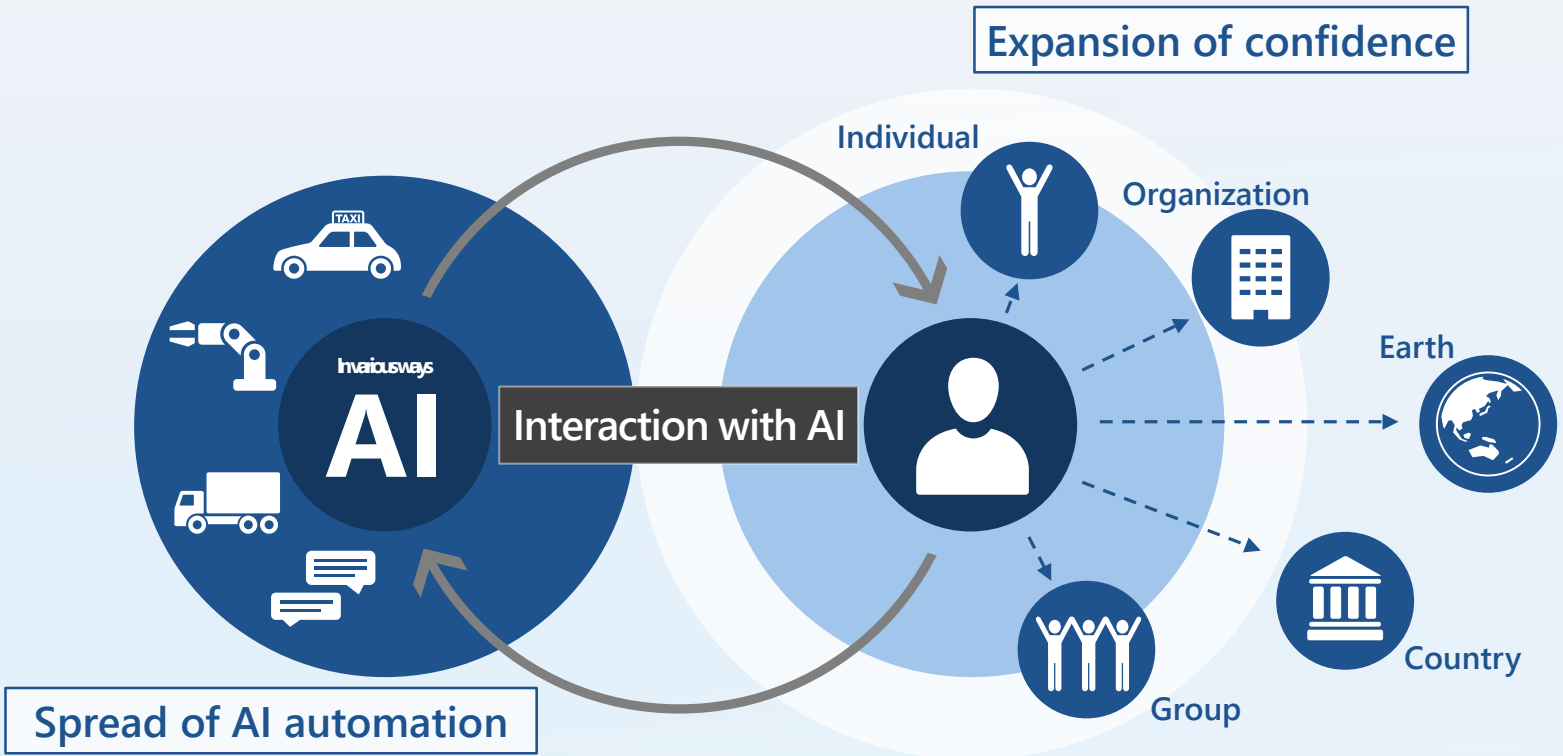 Expansion of confidence
Individual
Organization
TAXI
Earth
Invariousways
AI
Interaction with AI
Country
Group
Spread of AI automation